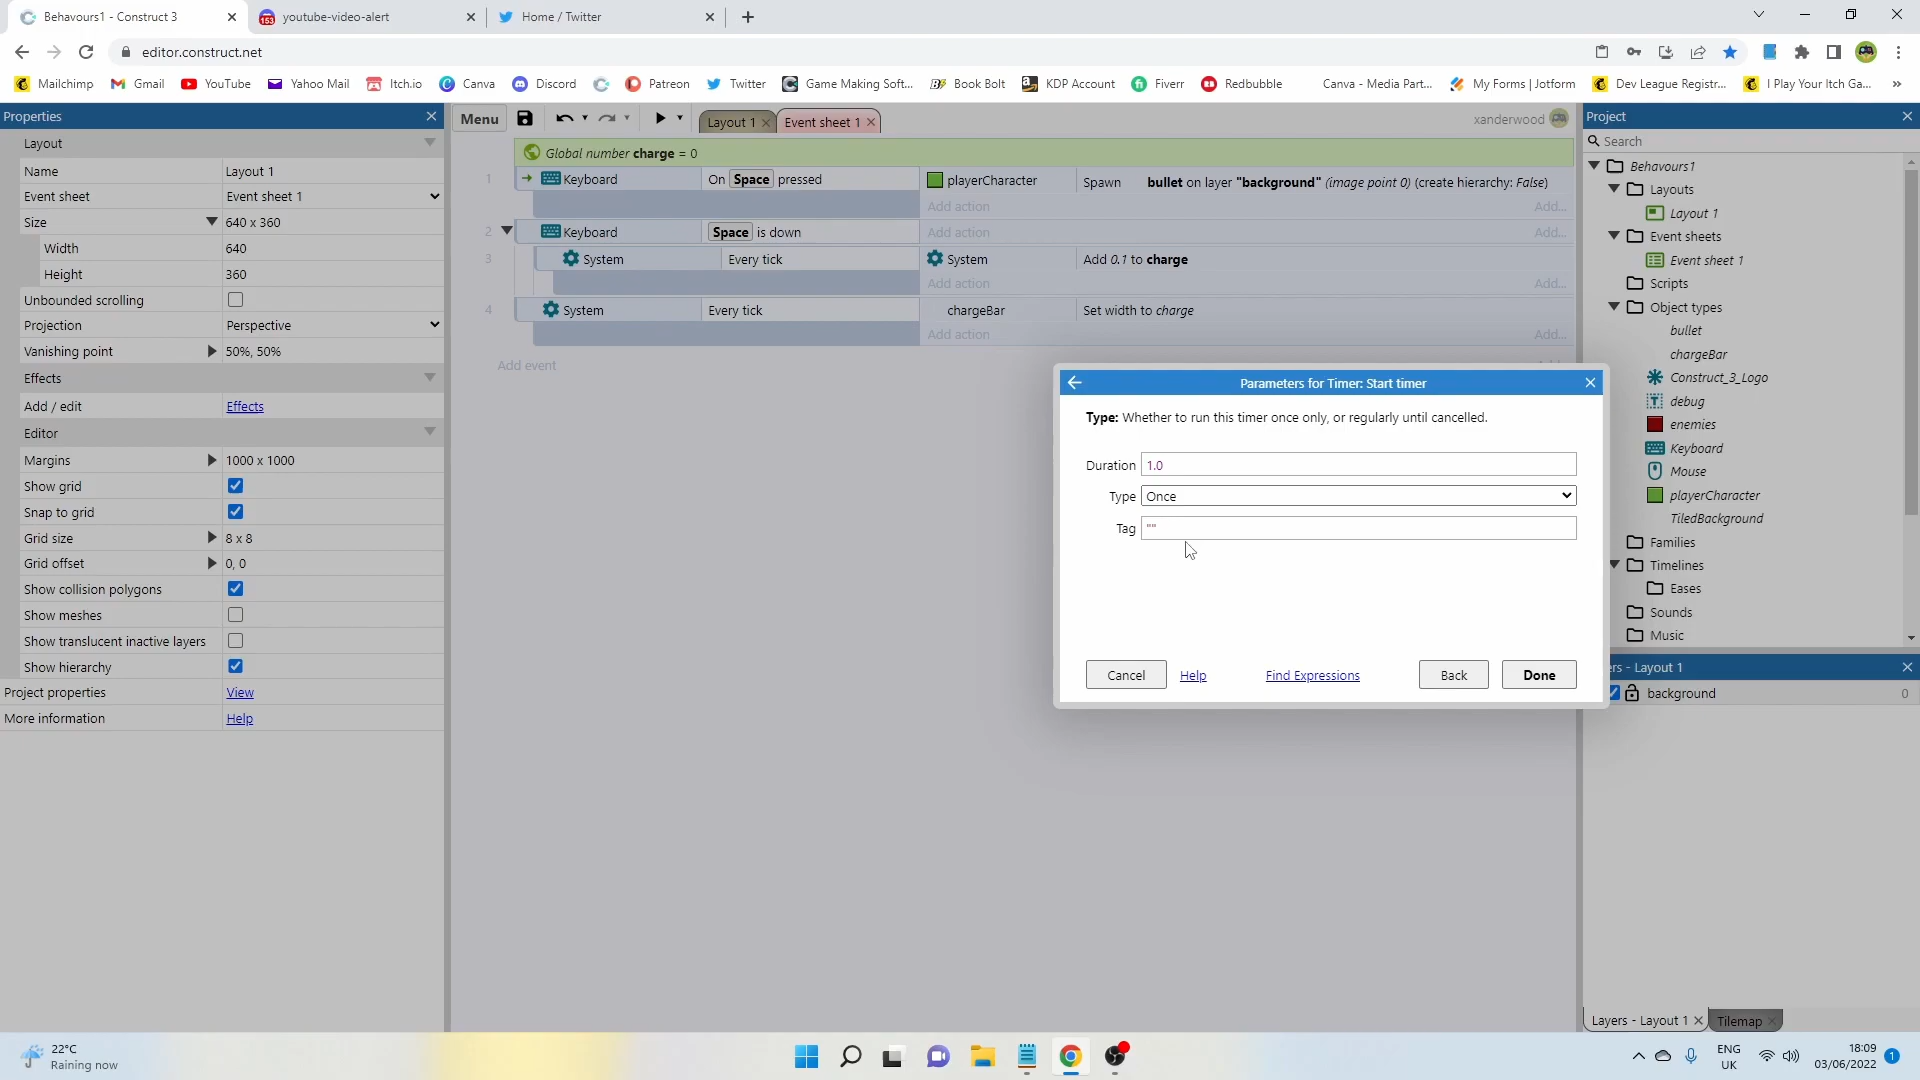 Behavours1 - Construct 3
youtube-video-alert
Home / Twitter
editor.construct.net
Mailchimp
Gmail
YouTube
Yahoo Mail
Itch.io
Canva
Discord
Patreon
Twitter
Game Making Soft...
Book Bolt
KDP Account
Fiverr
Redbubble
Canva - Media Part...
My Forms | Jotform
Dev League Registr...
I Play Your Itch Ga...
Properties
Layout
Name Layout 1
Event sheet Event sheet 1
Size 640 x 360
Width 640
Height 360
Unbounded scrolling
Projection Perspective
Vanishing point 50%, 50%
Effects
Add / edit Effects
Editor
Margins 1000 x 1000
Show grid
Snap to grid
Grid size 8 x 8
Grid offset 0, 0
Show collision polygons
Show meshes
Show translucent inactive layers
Show hierarchy
Project properties View
More information Help
Menu
Layout 1
Event sheet 1
xanderwood
Global number charge = 0
1 Keyboard On Space pressed playerCharacter Spawn bullet on layer "background" (image point 0) (create hierarchy: False)
Add action Add...
2 Keyboard Space is down Add action Add...
3 System Every tick System Add 0.1 to charge
Add action Add...
4 System Every tick chargeBar Set width to charge
Add action Add...
Add event
Parameters for Timer: Start timer
Type: Whether to run this timer once only, or regularly until cancelled.
Duration 1.0
Type Once
Tag ""
Cancel
Help
Find Expressions
Back
Done
Project
Search
Behavours1
Layouts
Layout 1
Event sheets
Event sheet 1
Scripts
Object types
bullet
chargeBar
Construct_3_Logo
debug
enemies
Keyboard
Mouse
playerCharacter
TiledBackground
Families
Timelines
Eases
Sounds
Music
ers - Layout 1
background 0
Layers - Layout 1
Tilemap
22°C
Raining now
ENG
UK
18:09
03/06/2022
1